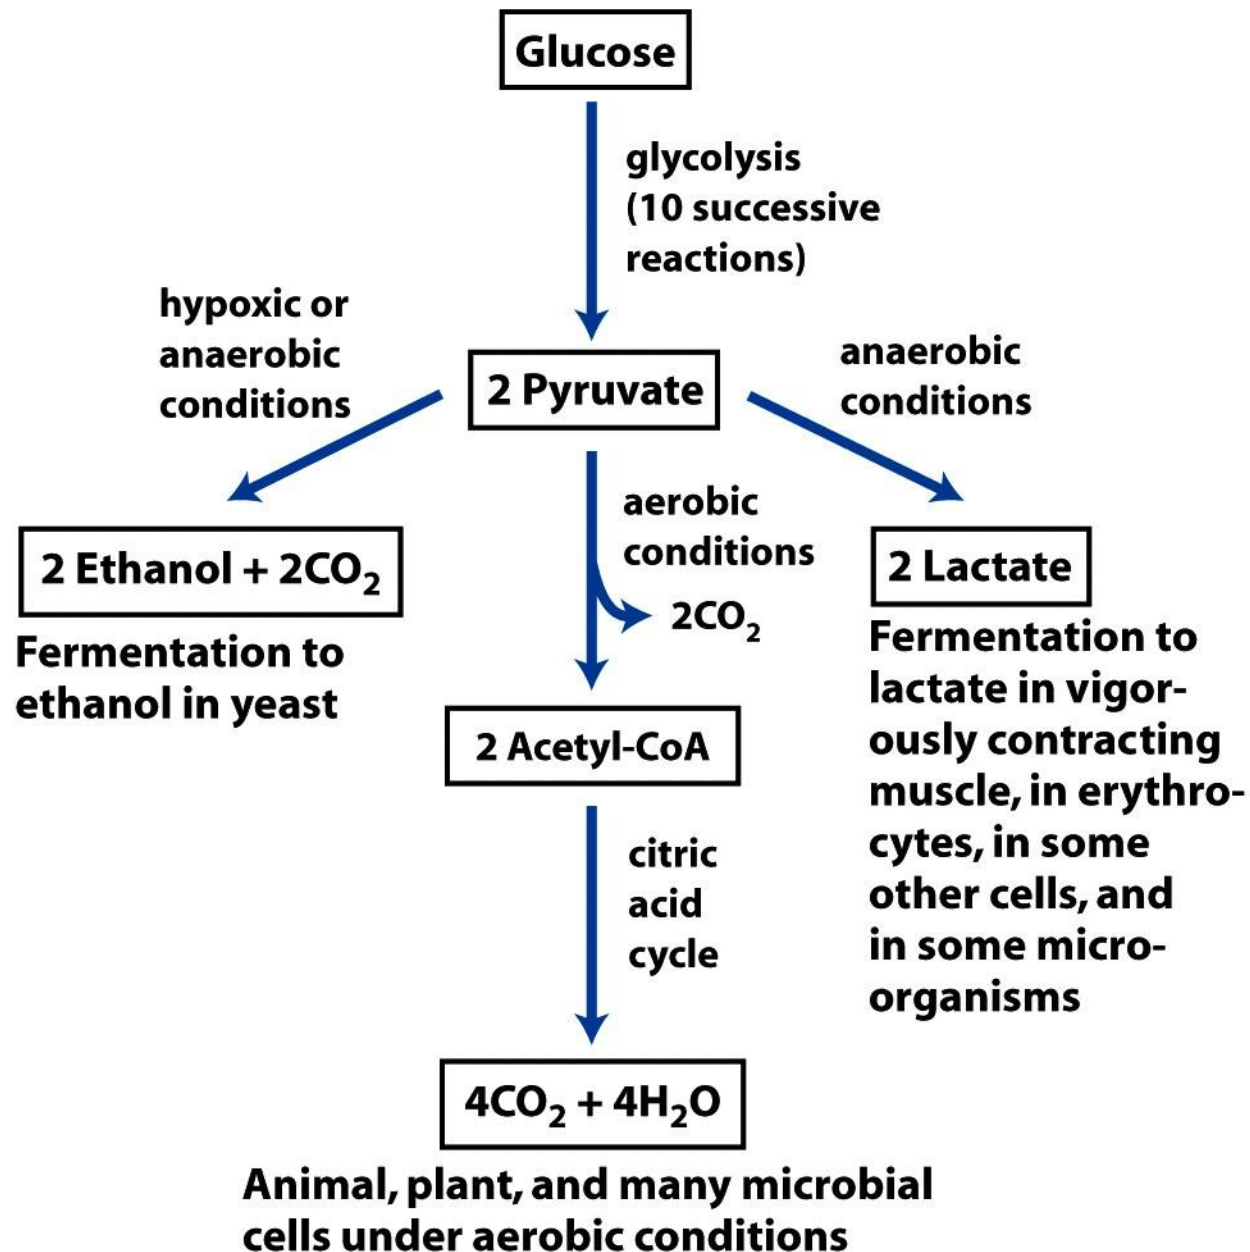 Glucose
glycolysis
(10 successive
reactions)
hypoxic or
anaerobic
conditions
2 Pyruvate
anaerobic
conditions
2 Ethanol + 2CO₂
Fermentation to
ethanol in yeast
aerobic
conditions
2CO₂
2 Lactate
Fermentation to
lactate in vigor-
ously contracting
muscle, in erythro-
cytes, in some
other cells, and
in some micro-
organisms
2 Acetyl-CoA
citric
acid
cycle
4CO₂ + 4H₂O
Animal, plant, and many microbial
cells under aerobic conditions